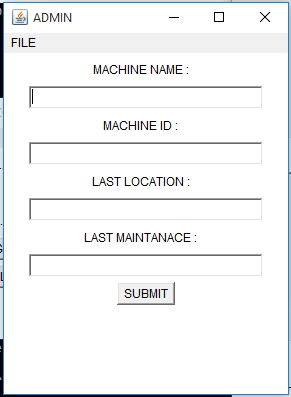 ADMIN
FILE
MACHINE NAME :
MACHINE ID :
LAST LOCATION :
LAST MAINTANACE :
SUBMIT